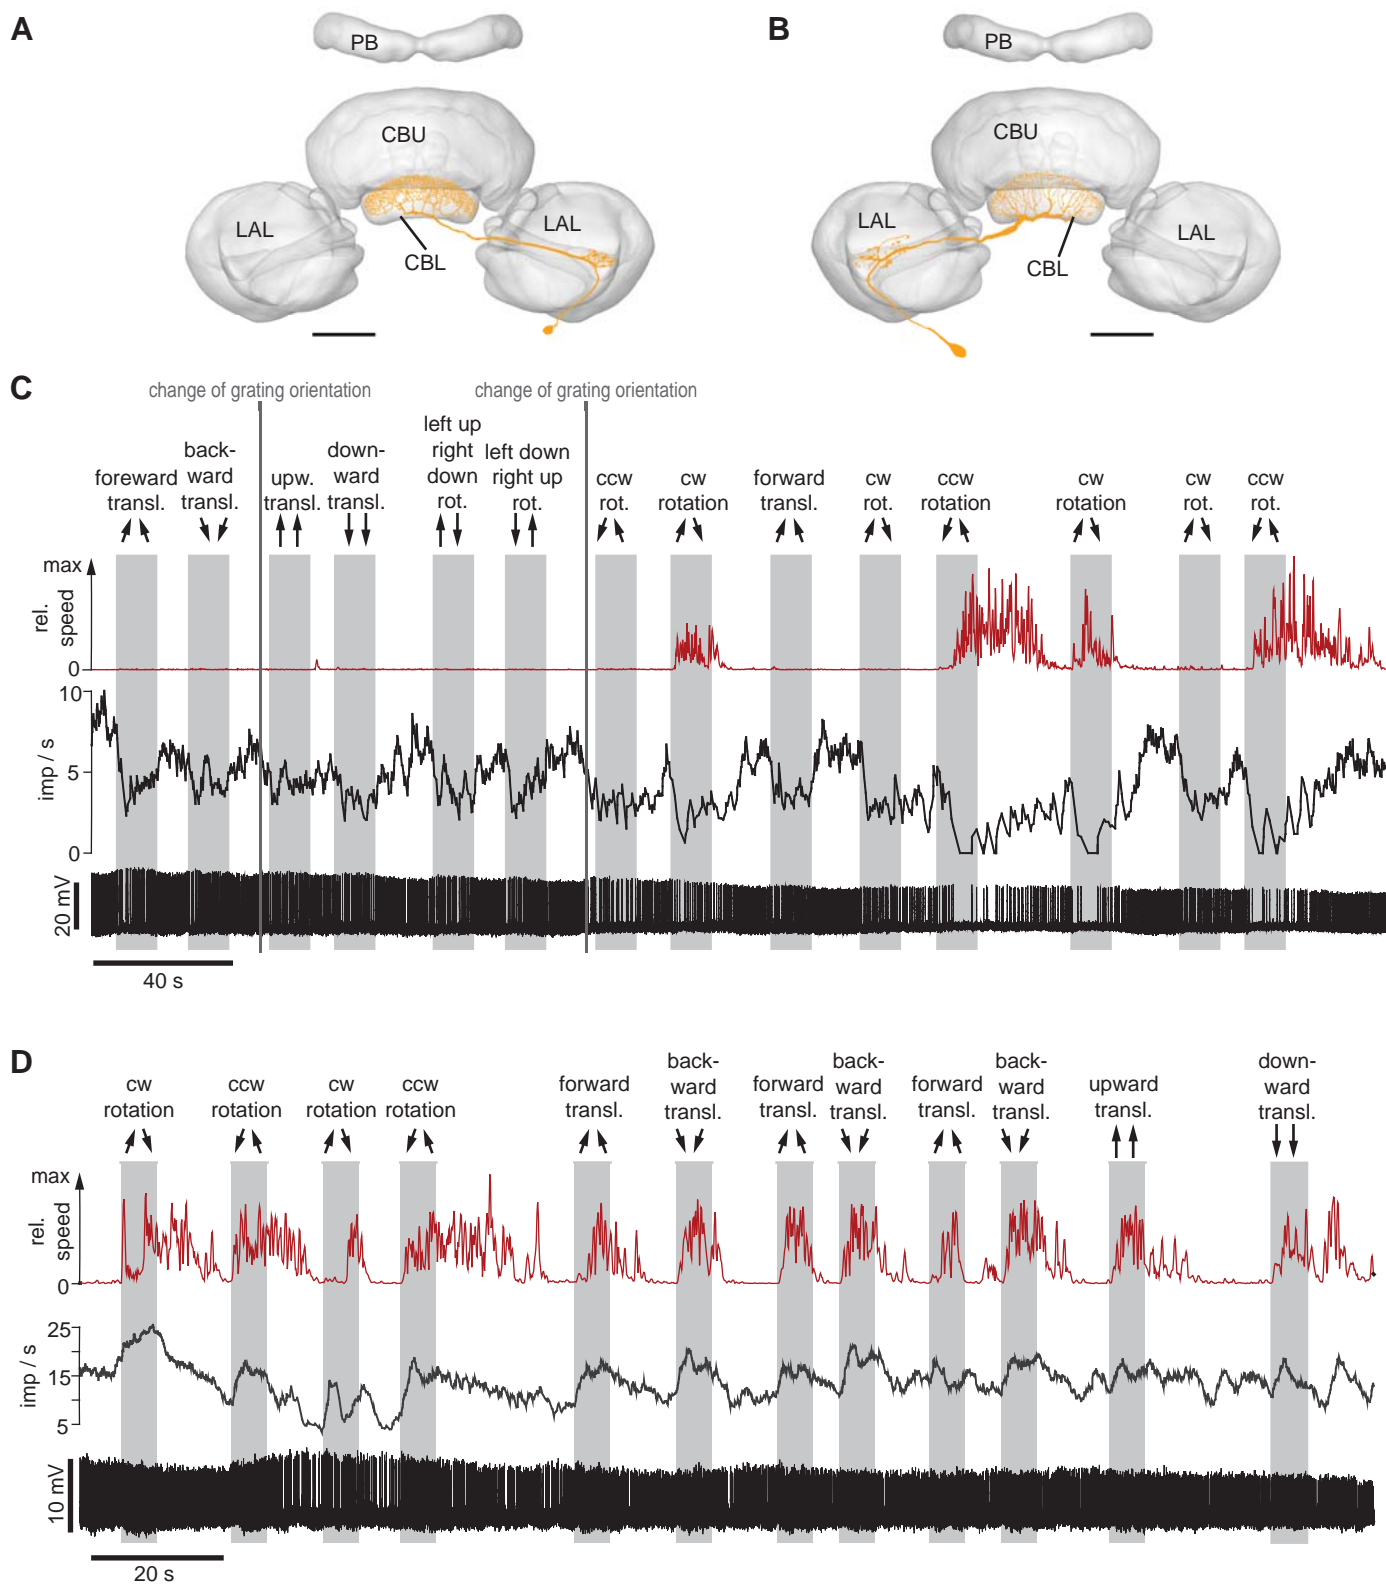 A
B
PB
PB
CBU
CBU
LAL
LAL
CBL
LAL
LAL
CBL
C
change of grating orientation
change of grating orientation
foreward
transl.
back-
ward
transl.
upw.
transl.
down-
ward
transl.
left up
right
down
rot.
left down
right up
rot.
ccw
rot.
cw
rotation
forward
transl.
cw
rot.
ccw
rotation
cw
rotation
cw
rot.
ccw
rot.
max
rel.
speed
0
10
imp / s
5
0
20 mV
40 s
D
cw
rotation
ccw
rotation
cw
rotation
ccw
rotation
forward
transl.
back-
ward
transl.
forward
transl.
back-
ward
transl.
forward
transl.
back-
ward
transl.
upward
transl.
down-
ward
transl.
max
rel.
speed
0
25
imp / s
15
5
10 mV
20 s